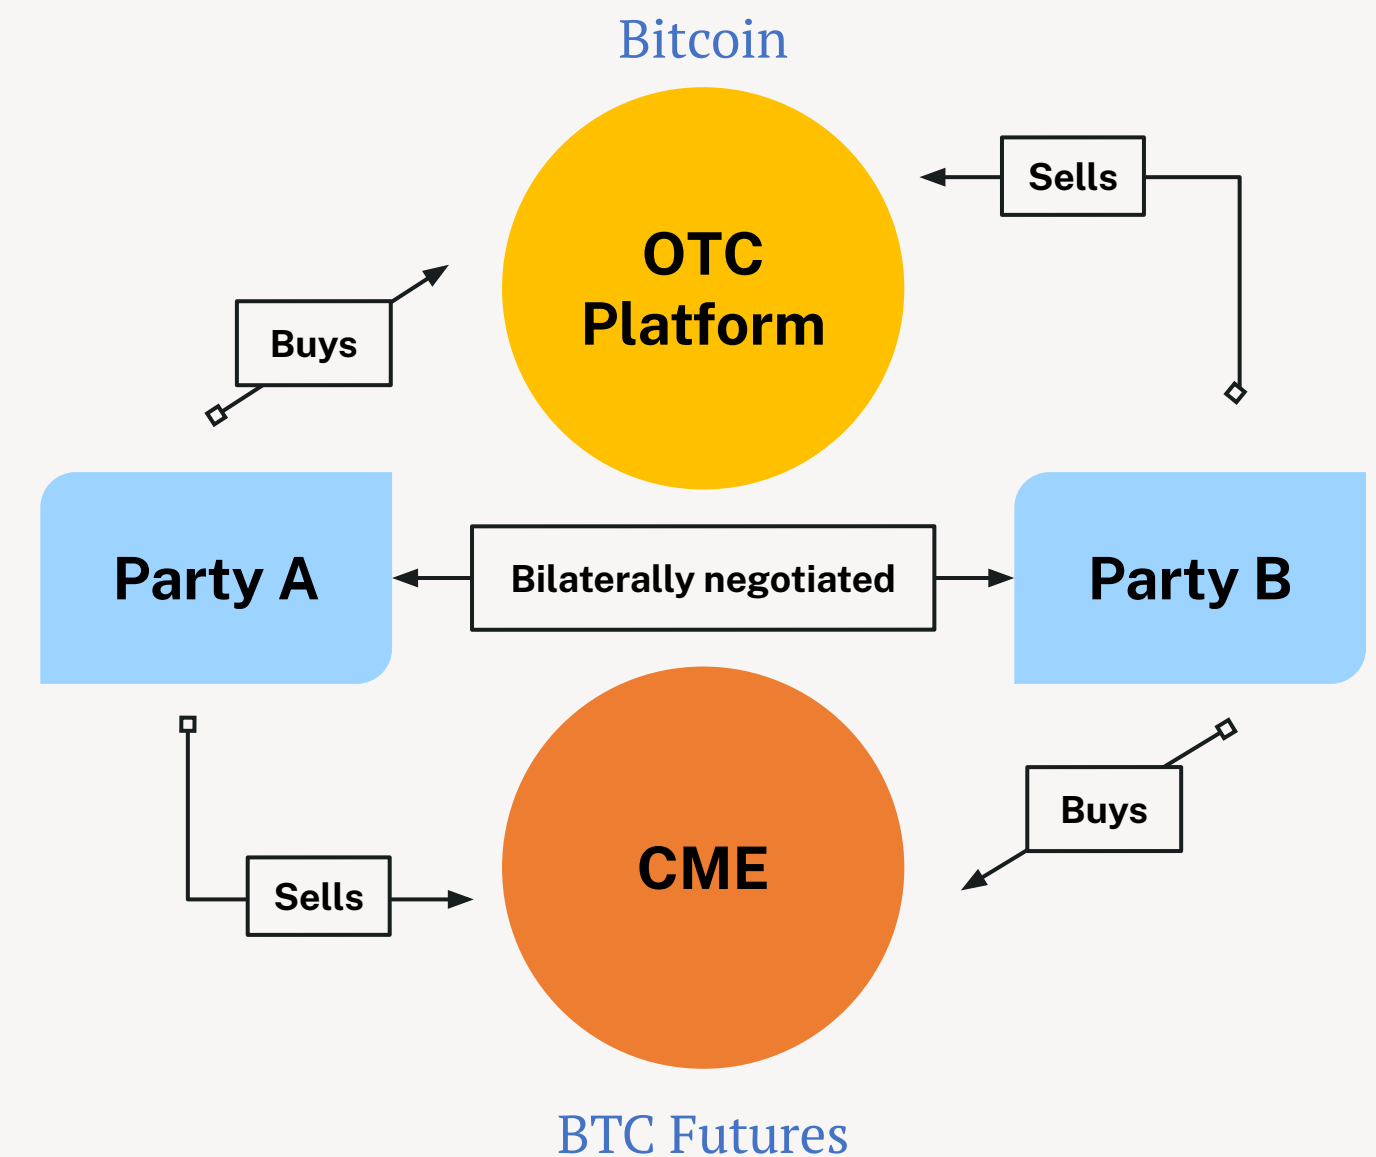 Bitcoin
Sells
OTC
Platform
Buys
Party A
Bilaterally negotiated
Party B
Buys
CME
Sells
BTC Futures